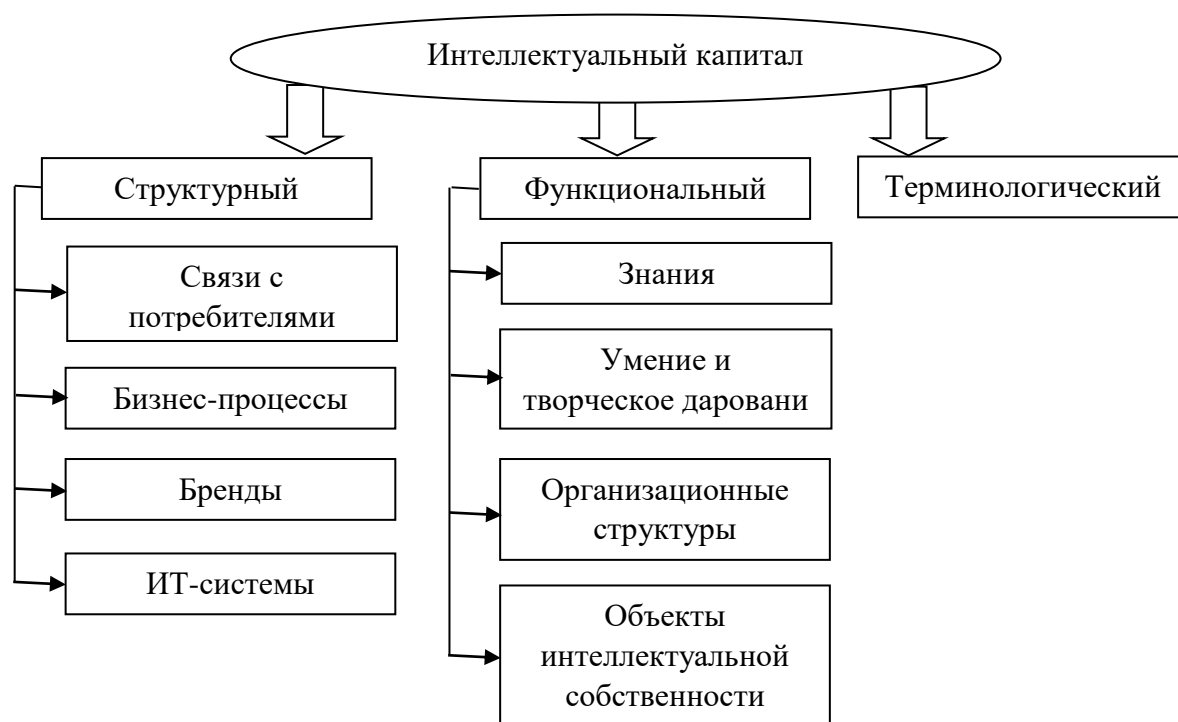 Интеллектуальный капитал
Структурный
Функциональный
Терминологический
Связи с
потребителями
Бизнес-процессы
Бренды
ИТ-системы
Знания
Умение и
творческое даровани
Организационные
структуры
Объекты
интеллектуальной
собственности